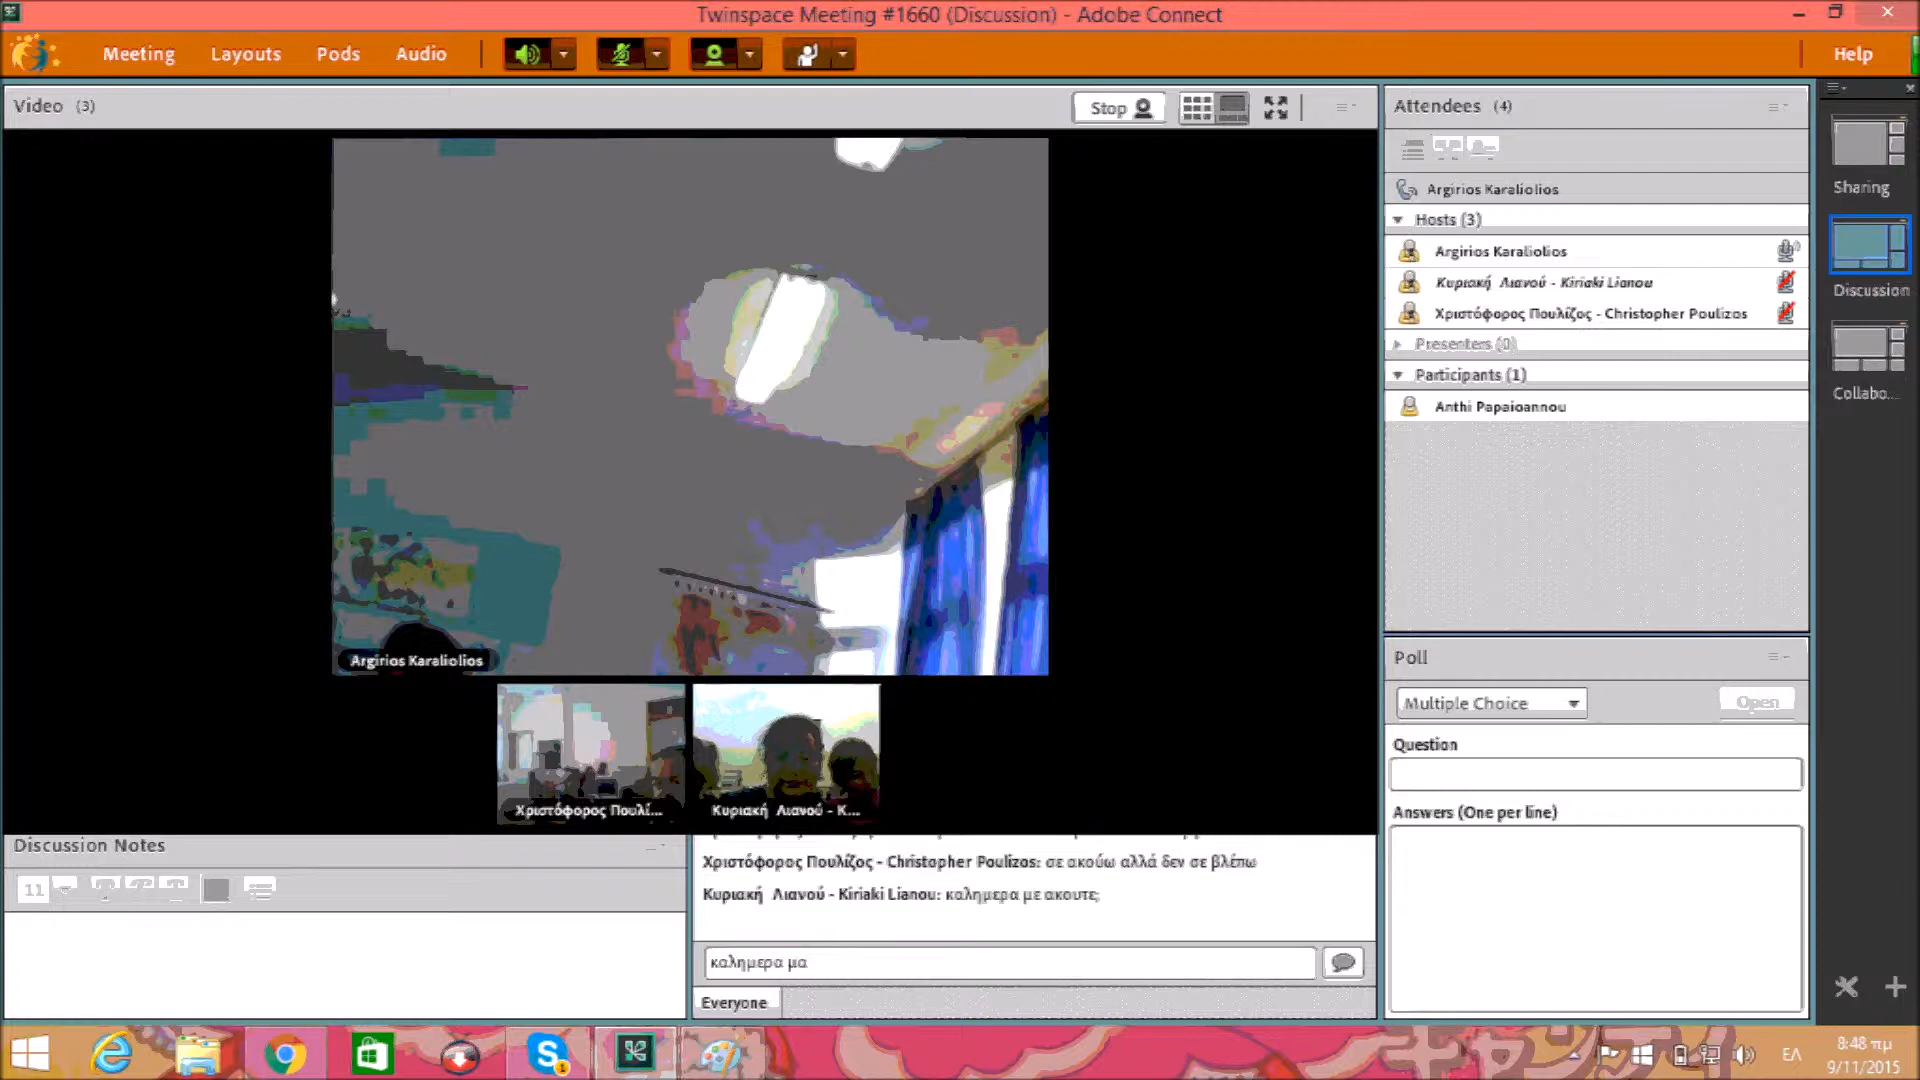 Twinspace Meeting #1660 (Discussion) - Adobe Connect
Meeting Layouts Pods Audio Help
Video (3)
Stop
Attendees (4)
Argirios Karaliolios
Hosts (3)
Argirios Karaliolios
Κυριακή Λιανού - Kiriaki Lianou
Χριστόφορος Πουλίζος - Christopher Poulizos
Presenters (0)
Participants (1)
Anthi Papaioannou
Sharing
Discussion
Collabo...
Argirios Karaliolios
Χριστόφορος Πουλί...
Κυριακή Λιανού - Κ...
Poll
Multiple Choice
Open
Question
Answers (One per line)
Discussion Notes
11
Χριστόφορος Πουλίζος - Christopher Poulizos: σε ακούω αλλά δεν σε βλέπω
Κυριακή Λιανού - Kiriaki Lianou: καλημερα με ακουτε;
καλημερα μα
Everyone
ΕΛ
8:48 πμ
9/11/2015